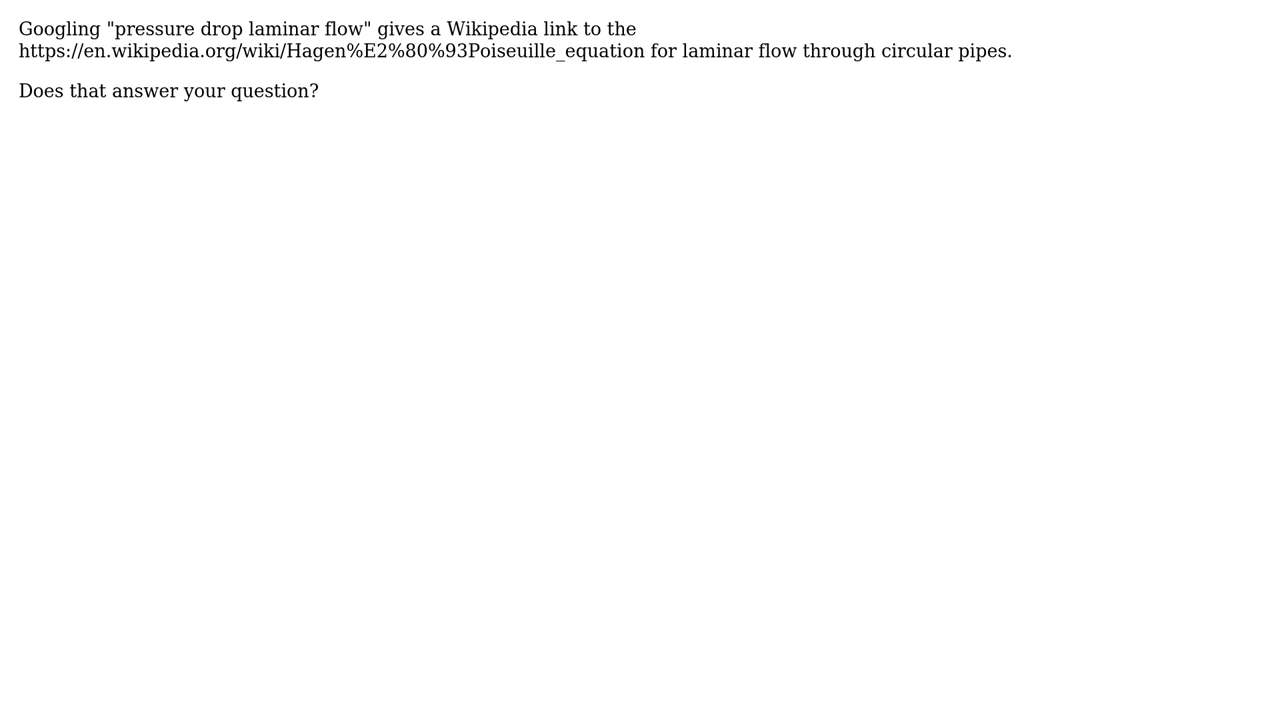 Googling "pressure drop laminar flow" gives a Wikipedia link to the
https://en.wikipedia.org/wiki/Hagen%E2%80%93Poiseuille_equation for laminar flow through circular pipes.
Does that answer your question?